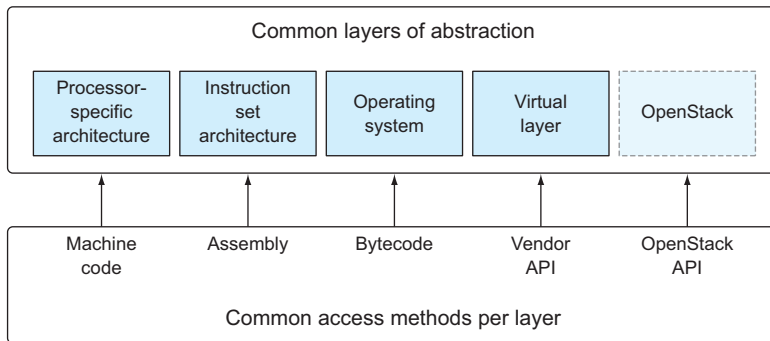 Common layers of abstraction
Processor-
specific
architecture
Instruction
set
architecture
Operating
system
Virtual
layer
OpenStack
Machine
code
Assembly
Bytecode
Vendor
API
OpenStack
API
Common access methods per layer